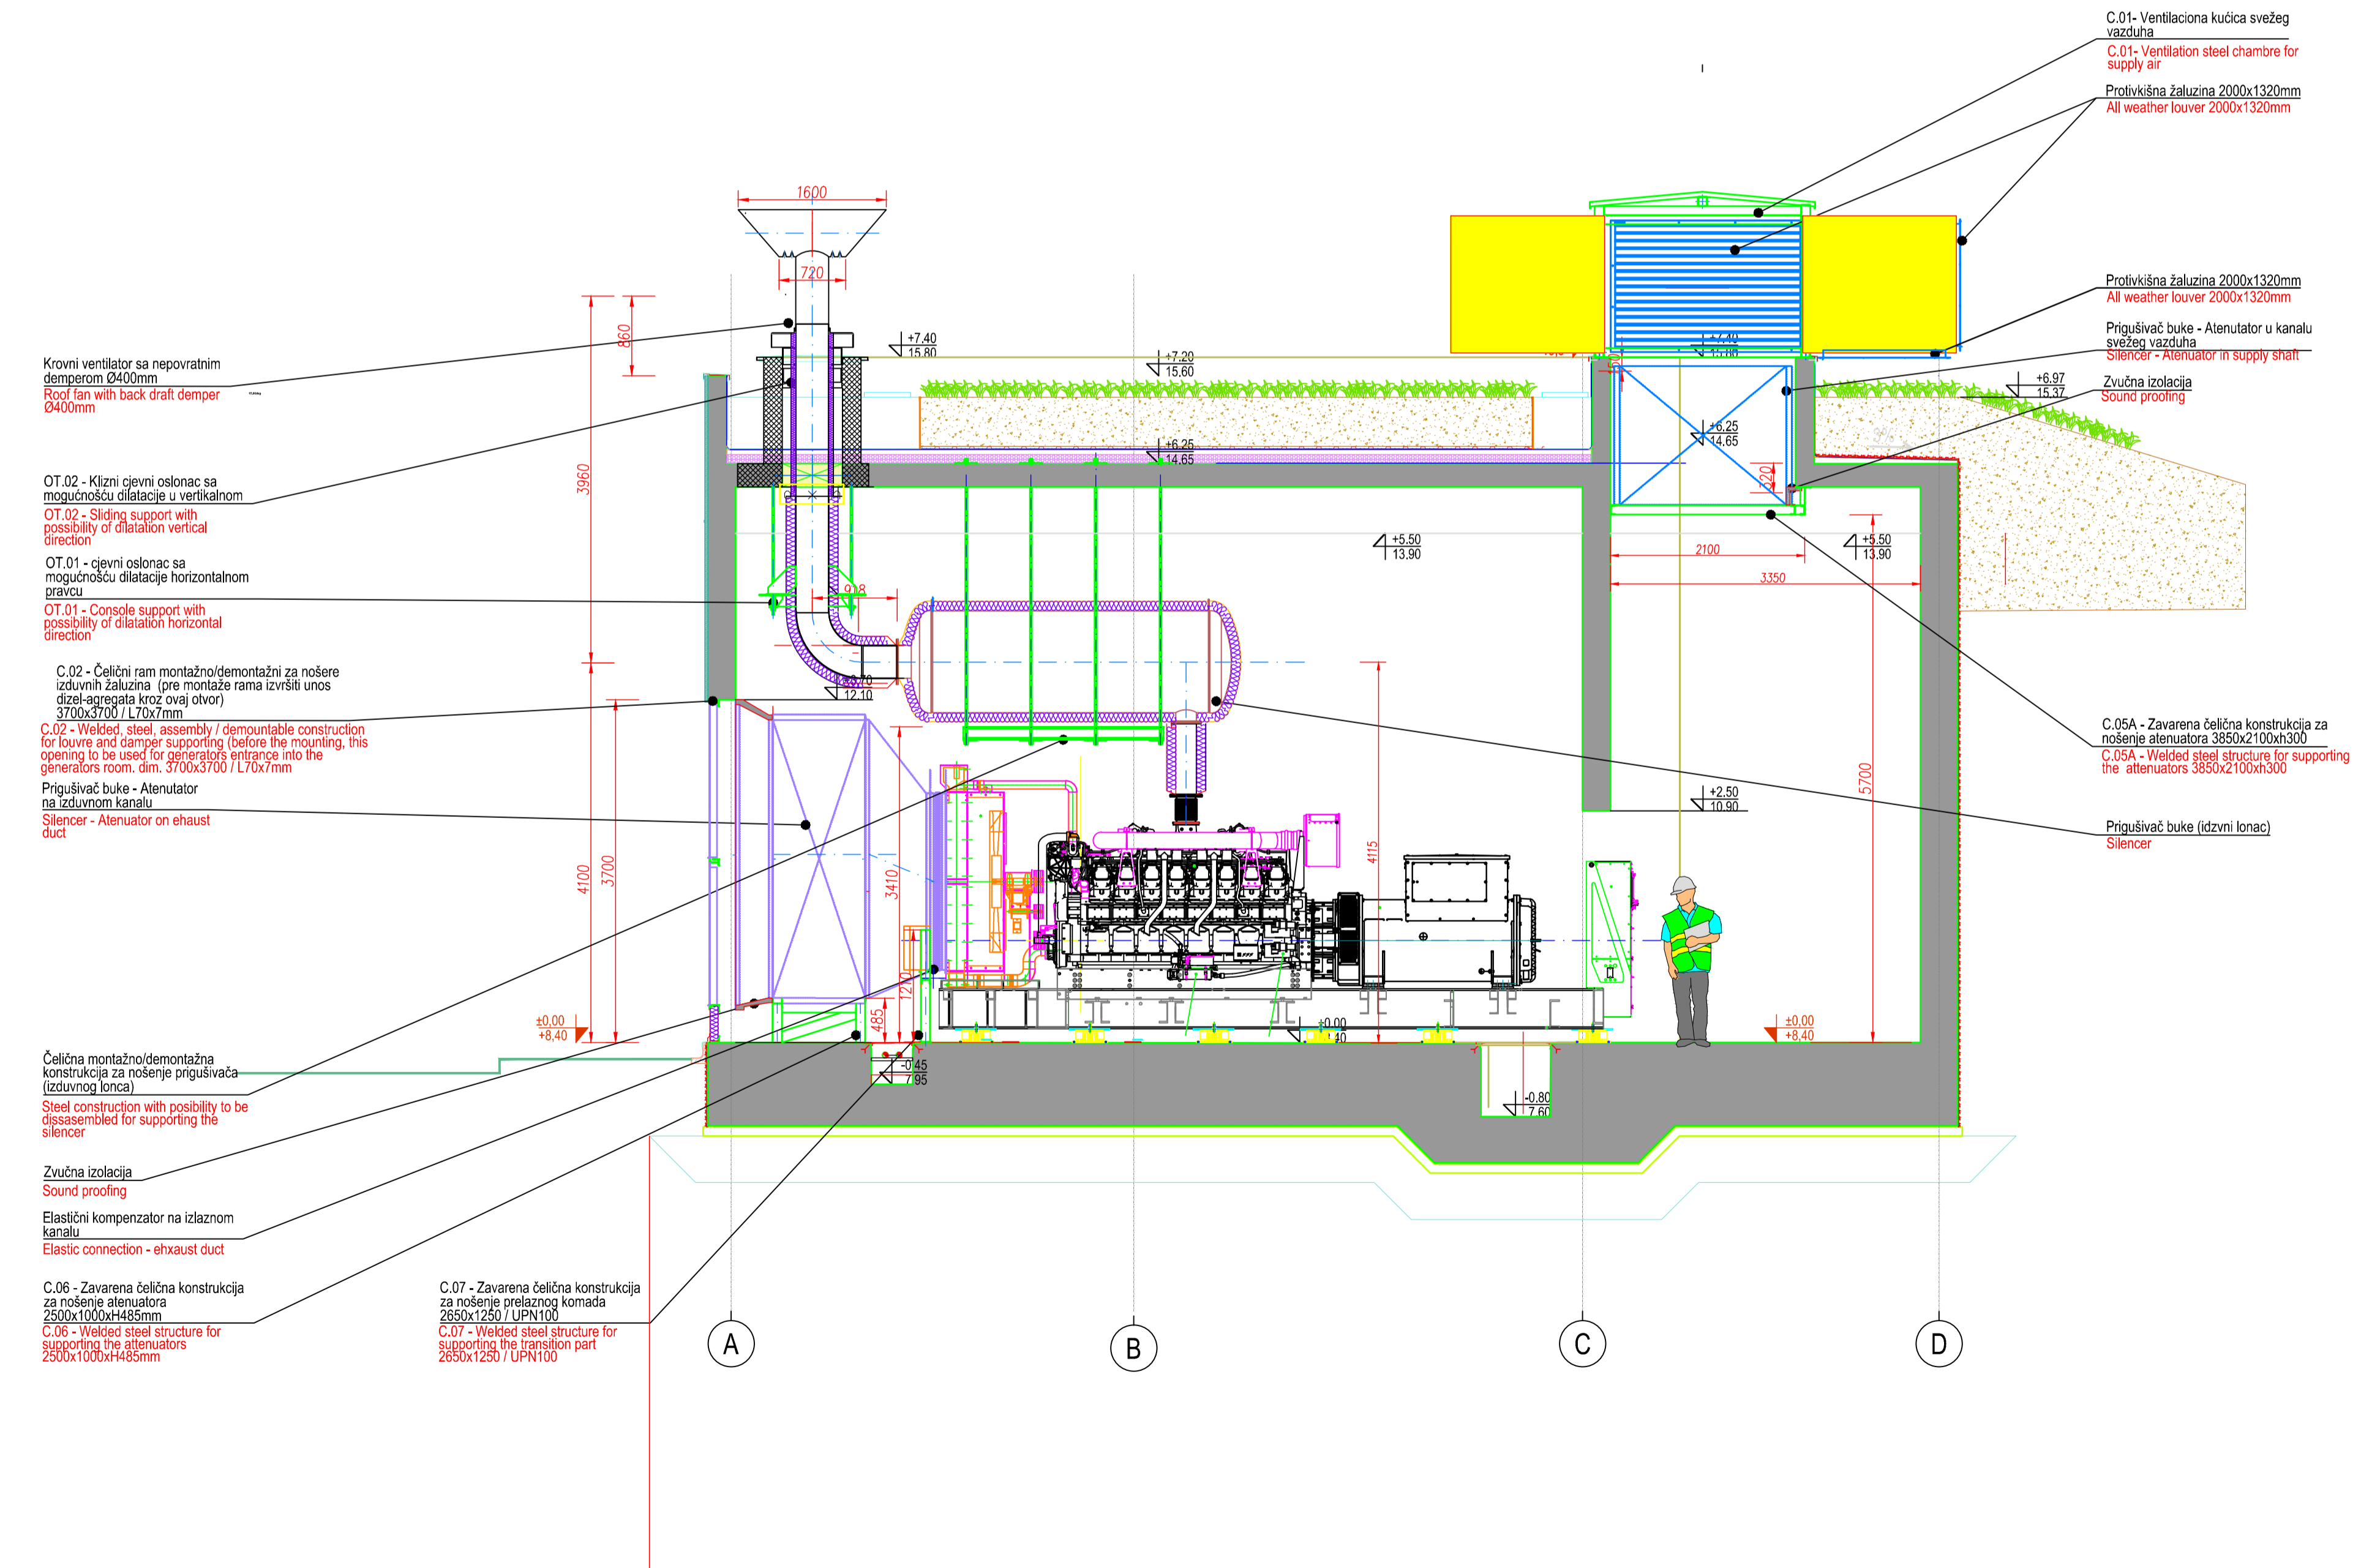 C.01- Ventilaciona kućica svežeg
vazduha
C.01- Ventilation steel chambre for
supply air
Protivkišna žaluzina 2000x1320mm
All weather louver 2000x1320mm
Protivkišna žaluzina 2000x1320mm
All weather louver 2000x1320mm
Prigušivač buke - Atenutator u kanalu
svežeg vazduha
Silencer - Atenuator in supply shaft
Zvučna izolacija
Sound proofing
C.05A - Zavarena čelična konstrukcija za
nošenje atenuatora 3850x2100xh300
C.05A - Welded steel structure for supporting
the attenuators 3850x2100xh300
Prigušivač buke (idzvni lonac)
Silencer
Krovni ventilator sa nepovratnim
demperom Ø400mm
Roof fan with back draft demper
Ø400mm
OT.02 - Klizni cjevni oslonac sa
mogućnošću dilatacije u vertikalnom
OT.02 - Sliding support with
possibility of dilatation vertical
direction
OT.01 - cjevni oslonac sa
mogućnošću dilatacije horizontalnom
pravcu
OT.01 - Console support with
possibility of dilatation horizontal
direction
C.02 - Čelični ram montažno/demontažni za nošere
izduvnih žaluzina (pre montaže rama izvršiti unos
dizel-agregata kroz ovaj otvor)
3700x3700 / L70x7mm
C.02 - Welded, steel, assembly / demountable construction
for louvre and damper supporting (before the mounting, this
opening to be used for generators entrance into the
generators room. dim. 3700x3700 / L70x7mm
Prigušivač buke - Atenutator
na izduvnom kanalu
Silencer - Atenuator on ehaust
duct
Čelična montažno/demontažna
konstrukcija za nošenje prigušivača
(izduvnog lonca)
Steel construction with posibility to be
dissasembled for supporting the
silencer
Zvučna izolacija
Sound proofing
Elastični kompenzator na izlaznom
kanalu
Elastic connection - ehxaust duct
C.06 - Zavarena čelična konstrukcija
za nošenje atenuatora
2500x1000xH485mm
C.06 - Welded steel structure for
supporting the attenuators
2500x1000xH485mm
C.07 - Zavarena čelična konstrukcija
za nošenje prelaznog komada
2650x1250 / UPN100
C.07 - Welded steel structure for
supporting the transition part
2650x1250 / UPN100
1600
720
860
3960
4100
3700
918
3410
1210
485
4115
2100
3350
5700
520
+7.40
15.80
+7.20
15.60
+6.25
14.65
+6.25
14.65
+6.97
15.37
+5.50
13.90
+5.50
13.90
12.10
+2.50
10.90
±0,00
+8,40
±0,00
+8,40
±0.00
-0.45
7.95
-0.80
7.60
A
B
C
D